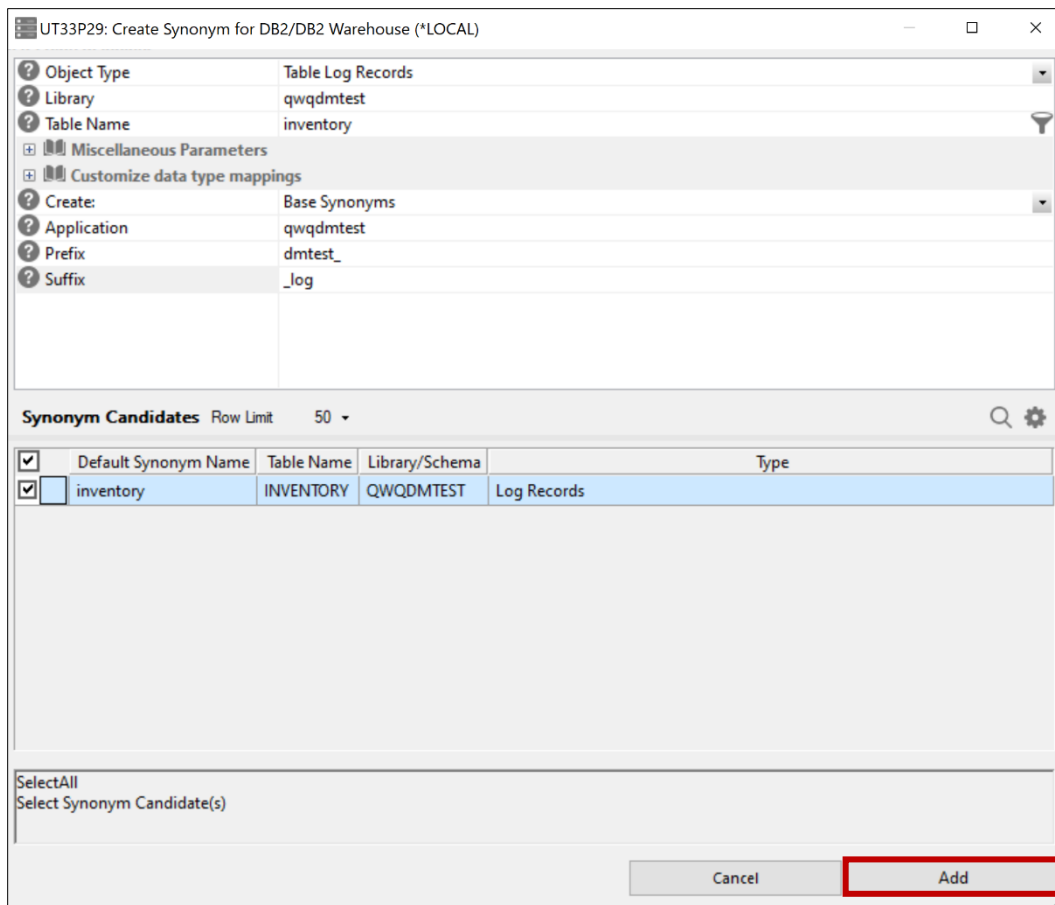 UT33P29: Create Synonym for DB2/DB2 Warehouse (*LOCAL)
Object Type Table Log Records
Library qwqdmtest
Table Name inventory
Miscellaneous Parameters
Customize data type mappings
Create: Base Synonyms
Application qwqdmtest
Prefix dmtest_
Suffix _log
Synonym Candidates Row Limit 50
Default Synonym Name Table Name Library/Schema Type
inventory INVENTORY QWQDMTEST Log Records
SelectAll
Select Synonym Candidate(s)
Cancel Add